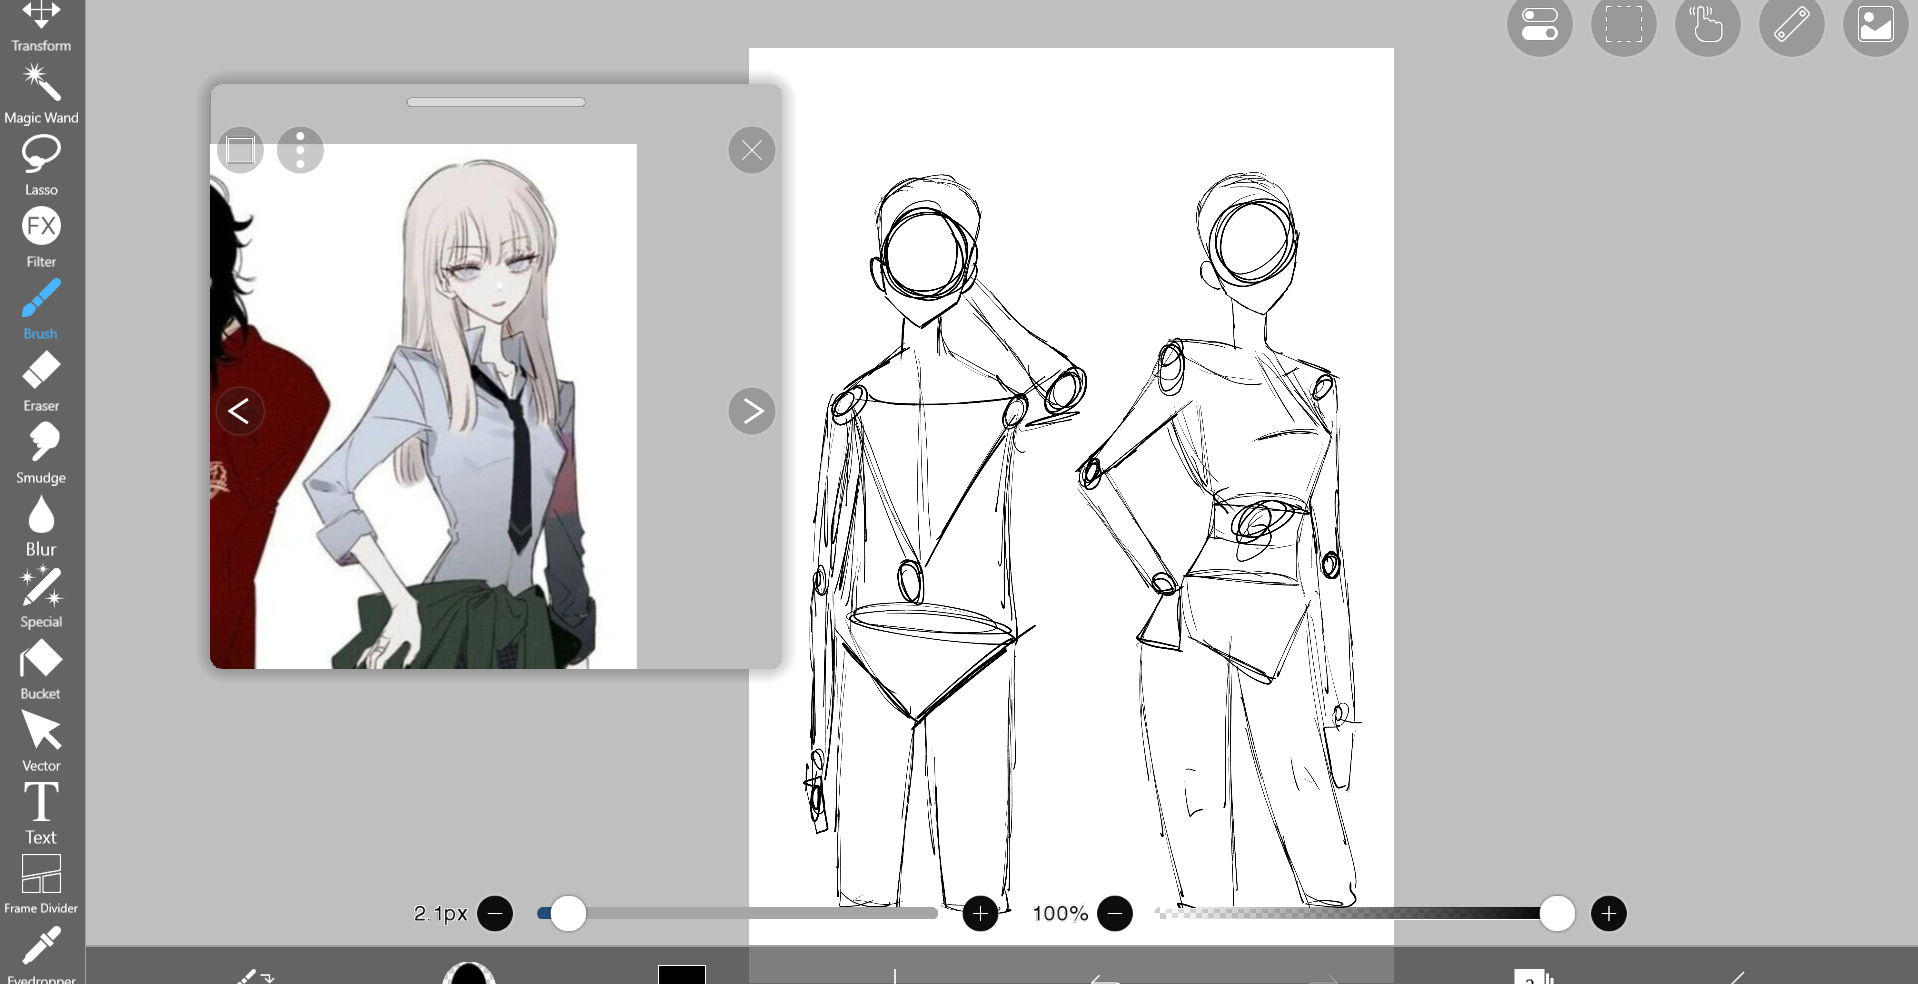 Transform
Magic Wand
Lasso
FX
Filter
Brush
Eraser
Smudge
Blur
Special
Bucket
Vector
T
Text
Frame Divider
Eyedropper
2.1px
100%